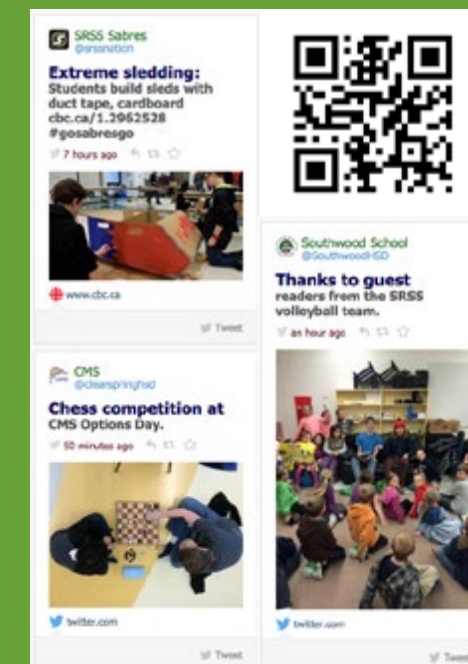 SRSS Sabres
@srssnation
Extreme sledding:
Students build sleds with
duct tape, cardboard
cbc.ca/1.2962528
#gosabresgo
7 hours ago
www.cbc.ca
Tweet
CMS
@clearspringhsd
Chess competition at
CMS Options Day.
50 minutes ago
twitter.com
Tweet
Southwood School
@SouthwoodHSD
Thanks to guest
readers from the SRSS
volleyball team.
an hour ago
twitter.com
Tweet